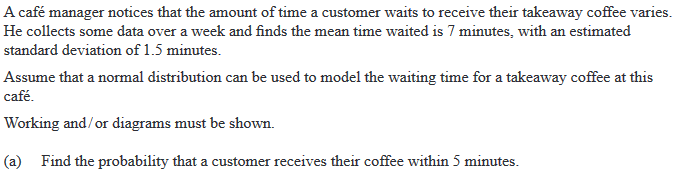 A café manager notices that the amount of time a customer waits to receive their takeaway coffee varies.
He collects some data over a week and finds the mean time waited is 7 minutes, with an estimated
standard deviation of 1.5 minutes.
Assume that a normal distribution can be used to model the waiting time for a takeaway coffee at this
café.
Working and/or diagrams must be shown.
(a) Find the probability that a customer receives their coffee within 5 minutes.